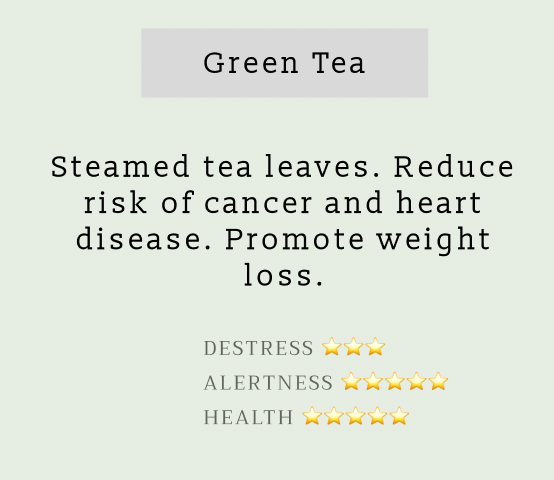 Green Tea
Steamed tea leaves. Reduce
risk of cancer and heart
disease. Promote weight
loss.
DESTRESS ⭐⭐⭐
ALERTNESS ⭐⭐⭐⭐⭐
HEALTH ⭐⭐⭐⭐⭐